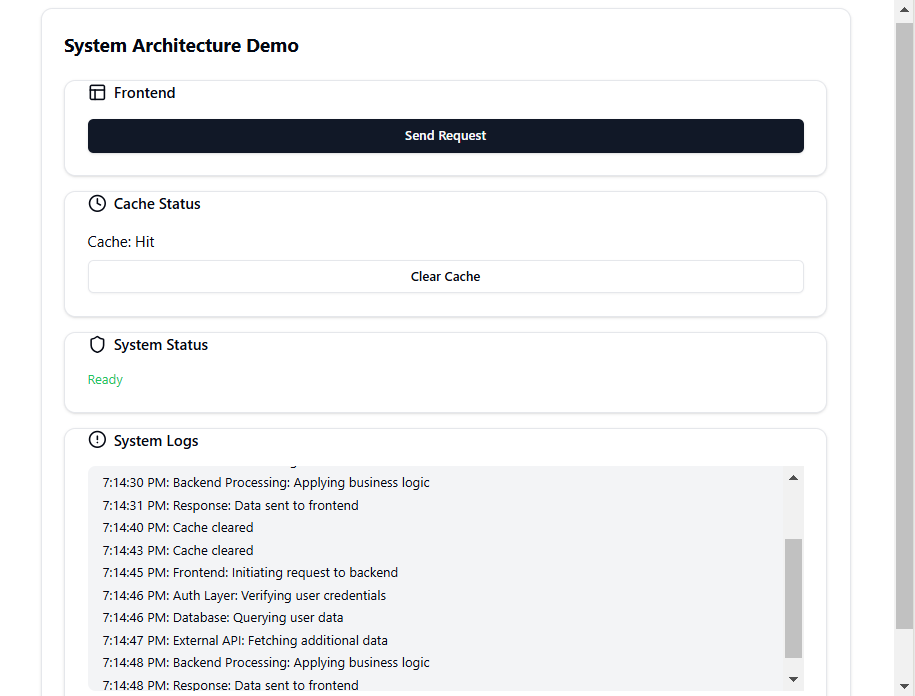 System Architecture Demo
Frontend
Send Request
Cache Status
Cache: Hit
Clear Cache
System Status
Ready
System Logs
7:14:30 PM: Backend Processing: Applying business logic
7:14:31 PM: Response: Data sent to frontend
7:14:40 PM: Cache cleared
7:14:43 PM: Cache cleared
7:14:45 PM: Frontend: Initiating request to backend
7:14:46 PM: Auth Layer: Verifying user credentials
7:14:46 PM: Database: Querying user data
7:14:47 PM: External API: Fetching additional data
7:14:48 PM: Backend Processing: Applying business logic
7:14:48 PM: Response: Data sent to frontend